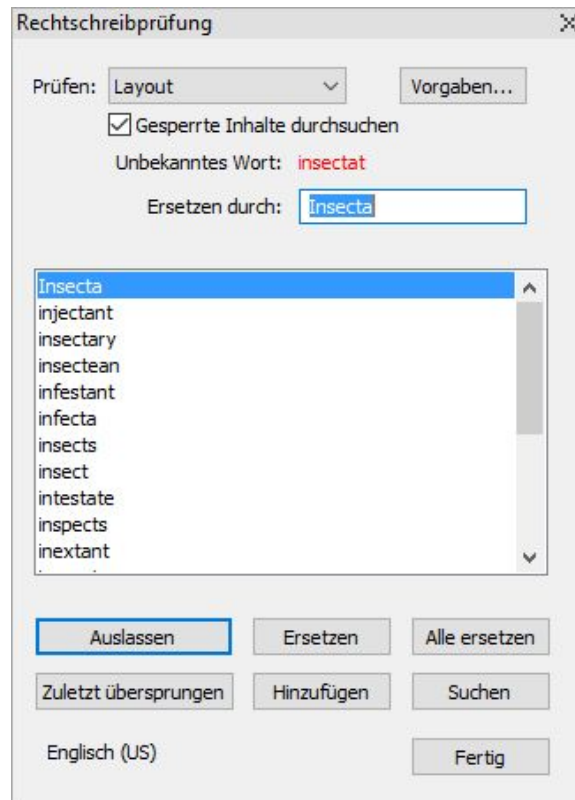 Rechtschreibprüfung
Prüfen: Layout Vorgaben...
Gesperrte Inhalte durchsuchen
Unbekanntes Wort: insectat
Ersetzen durch: Insecta
Insecta
injectant
insectary
insectean
infestant
infecta
insects
insect
intestate
inspects
inextant
Auslassen Ersetzen Alle ersetzen
Zuletzt übersprungen Hinzufügen Suchen
Englisch (US) Fertig